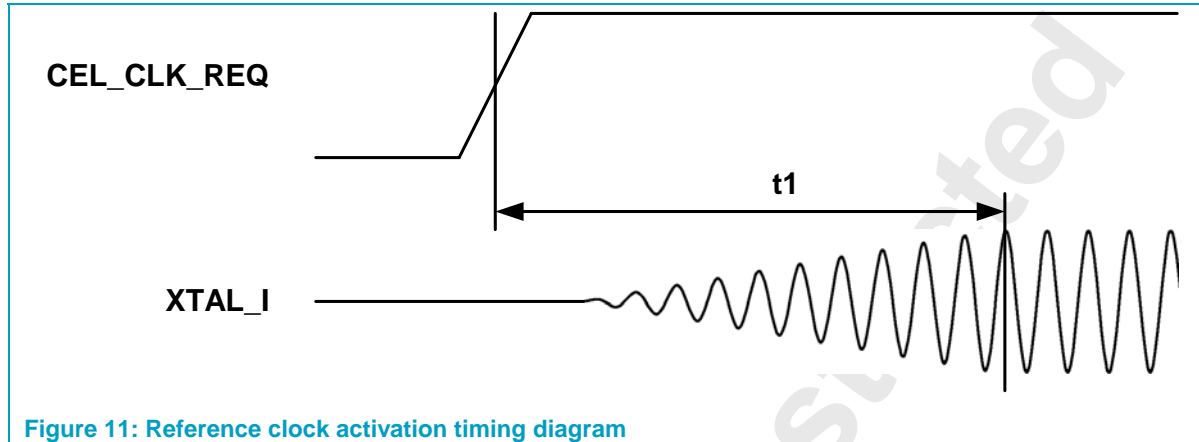 CEL_CLK_REQ
t1
XTAL_I
Figure 11: Reference clock activation timing diagram